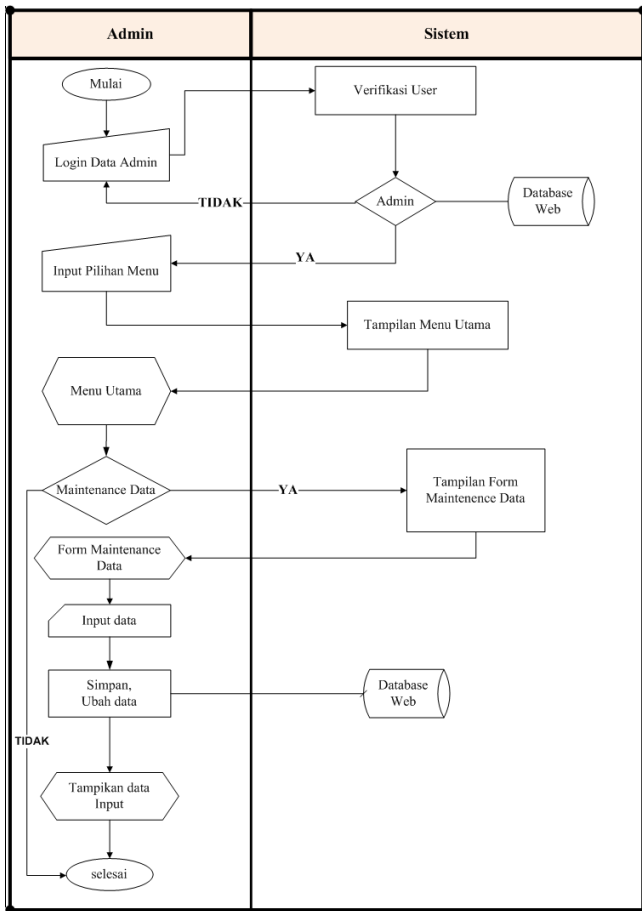 Admin
Sistem
Mulai
Verifikasi User
Login Data Admin
TIDAK
Admin
Database
Web
YA
Input Pilihan Menu
Tampilan Menu Utama
Menu Utama
Maintenance Data
YA
Tampilan Form
Maintenence Data
Form Maintenance
Data
Input data
Simpan,
Ubah data
Database
Web
TIDAK
Tampikan data
Input
selesai